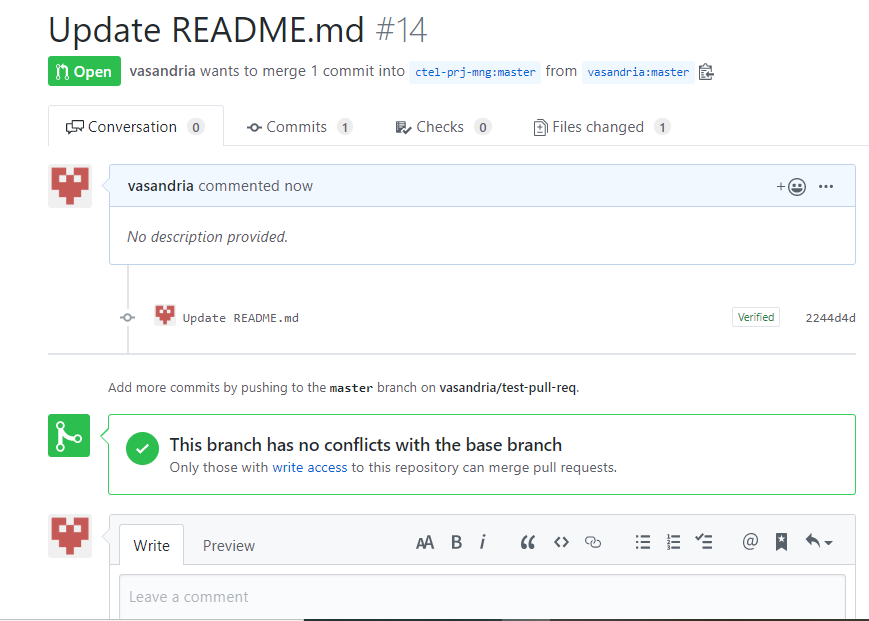 Update README.md #14
Open vasandria wants to merge 1 commit into ctel-prj-mng:master from vasandria:master
Conversation 0 Commits 1 Checks 0 Files changed 1
vasandria commented now
No description provided.
Update README.md Verified 2244d4d
Add more commits by pushing to the master branch on vasandria/test-pull-req.
This branch has no conflicts with the base branch
Only those with write access to this repository can merge pull requests.
Write Preview AA B i @
Leave a comment